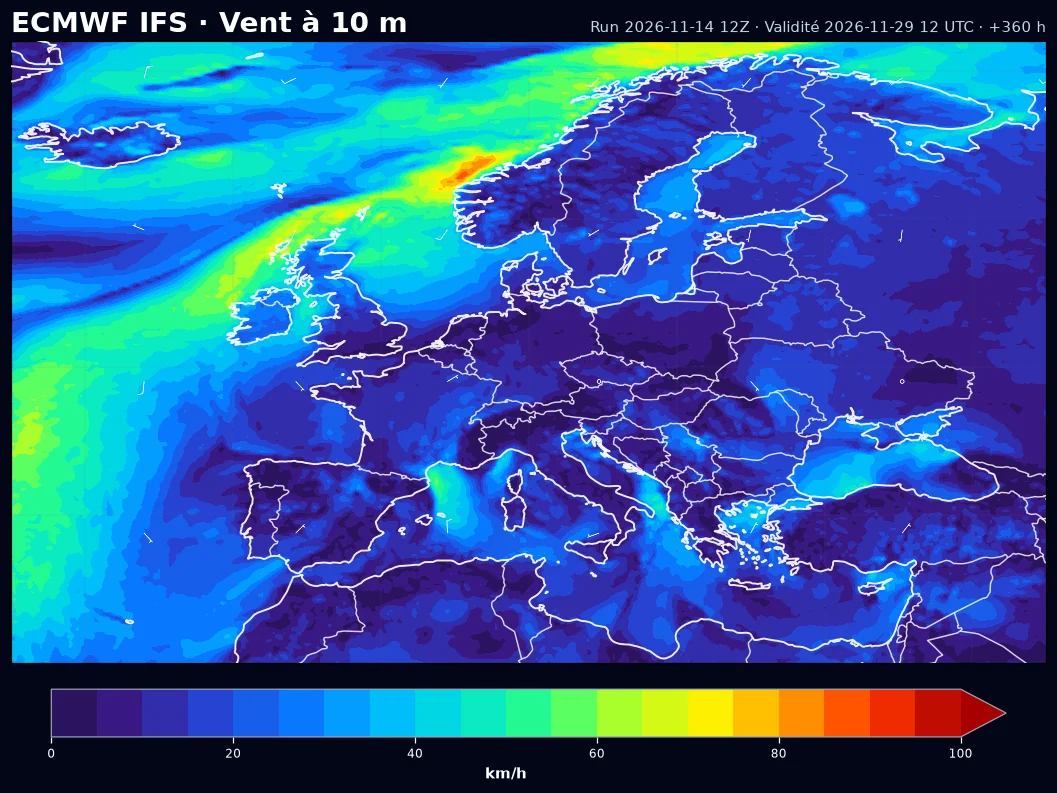 ECMWF IFS · Vent à 10 m
Run 2026-11-14 12Z · Validité 2026-11-29 12 UTC · +360 h
0 20 40 60 80 100
km/h